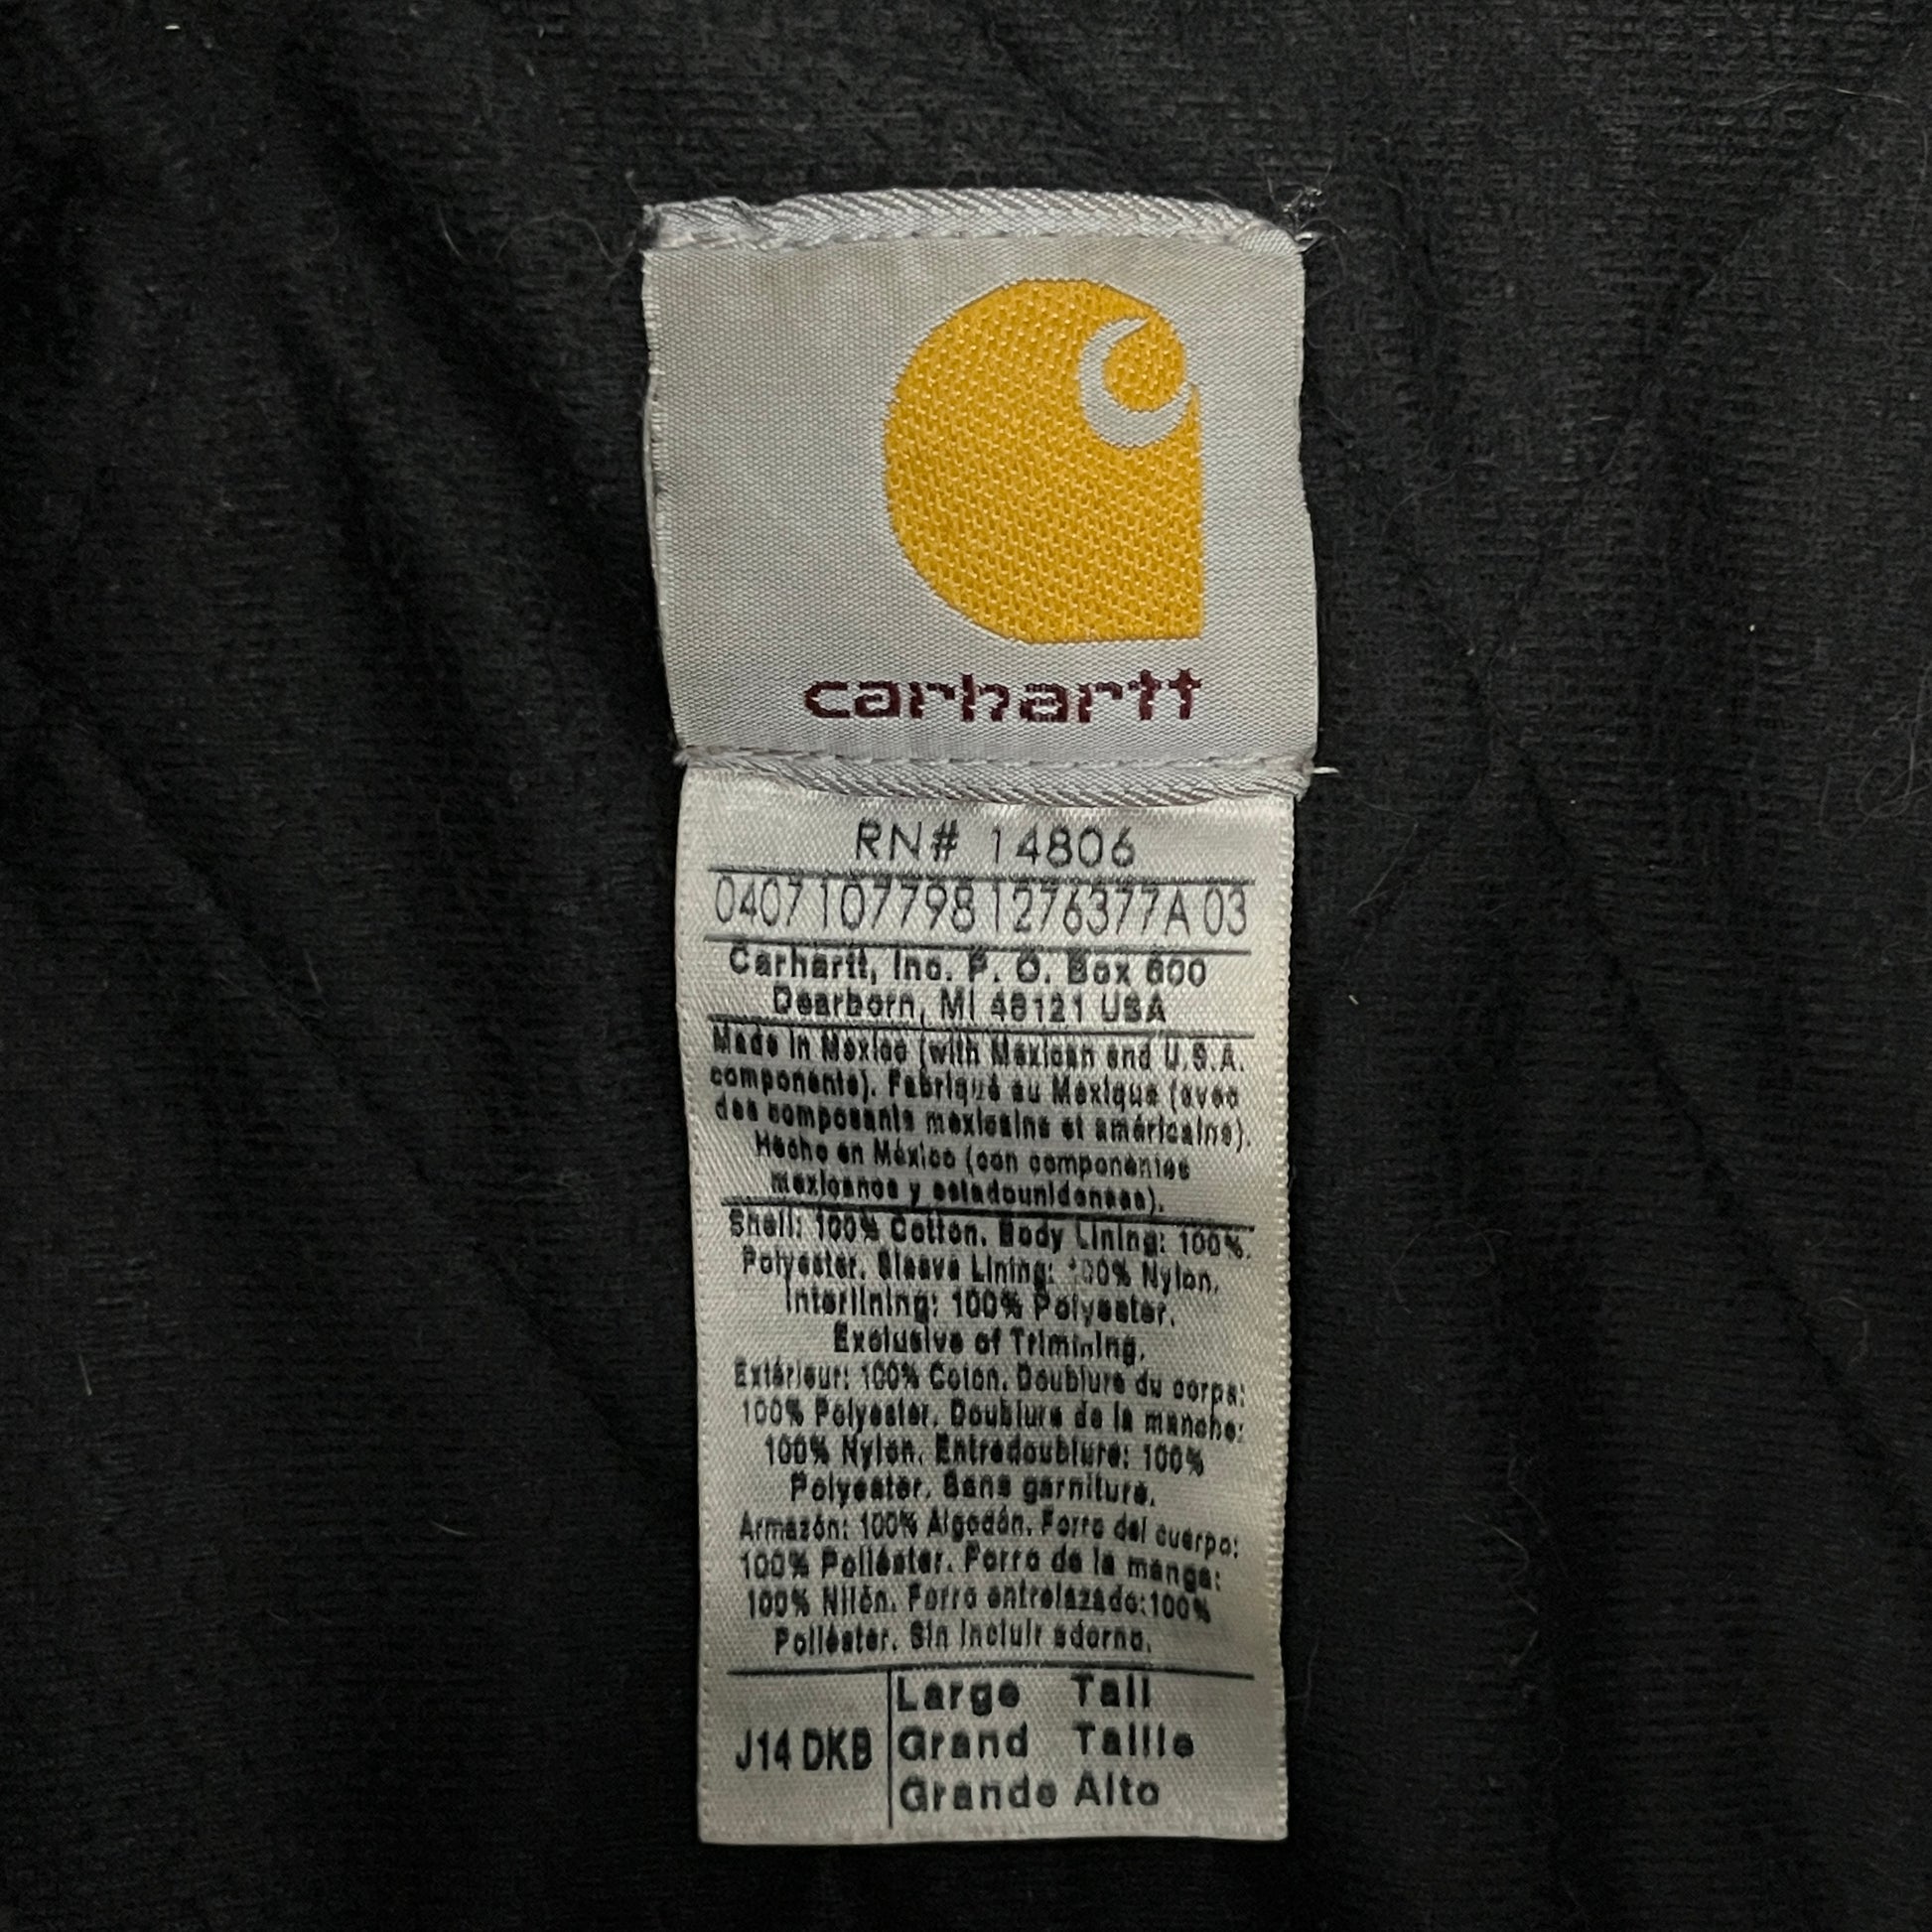 carhartt
RN# 14806
0407 107798 1276377A 03
Carhartt, Inc. P. O. Box 600
Dearborn, MI 48121 USA
Made in Mexico (with Mexican and U.S.A.
components). Fabriqué au Mexique (avec
des composants mexicains et américains).
Hecho en México (con componentes
mexicanos y estadounidenses).
Shell: 100% Cotton. Body Lining: 100%
Polyester. Sleeve Lining: 100% Nylon.
Interlining: 100% Polyester.
Exclusive of Trimming.
Extérieur: 100% Coton. Doublure du corps:
100% Polyester. Doublure de la manche:
100% Nylon. Entredoublure: 100%
Polyester. Sans garniture.
Armazón: 100% Algodón. Forro del cuerpo:
100% Poliéster. Forro de la manga:
100% Nilón. Forro entrelazado:100%
Poliéster. Sin incluir adorno.
J14 DKB
Large Tall
Grand Taille
Grande Alto